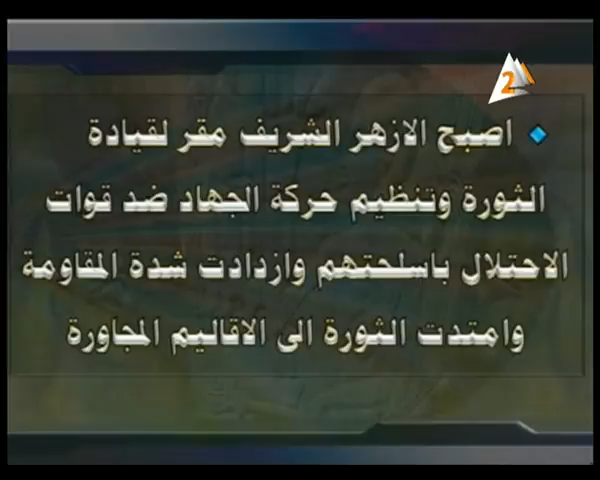 2
اصبح الازهر الشريف مقر لقيادة
الثورة وتنظيم حركة الجهاد ضد قوات
الاحتلال باسلحتهم وازدادت شدة المقاومة
وامتدت الثورة الى الاقاليم المجاورة